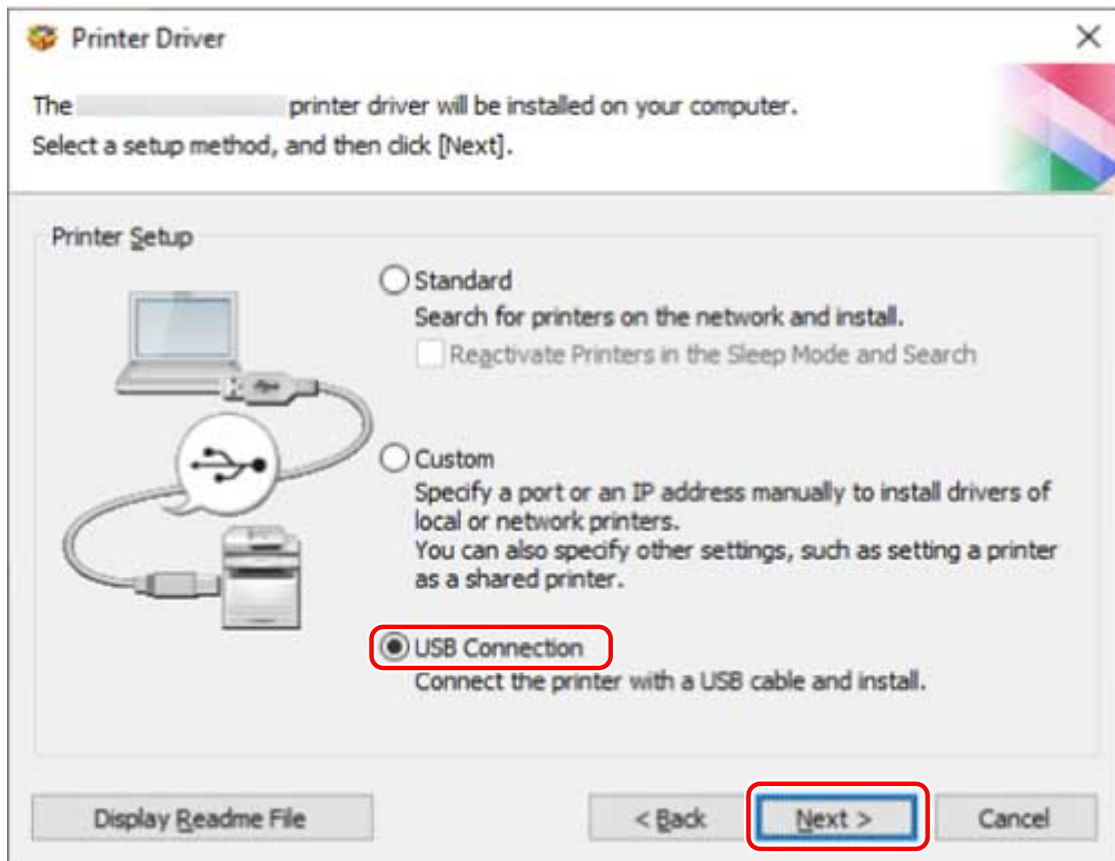 Printer Driver
The printer driver will be installed on your computer.
Select a setup method, and then click [Next].
Printer Setup
Standard
Search for printers on the network and install.
Reactivate Printers in the Sleep Mode and Search
Custom
Specify a port or an IP address manually to install drivers of
local or network printers.
You can also specify other settings, such as setting a printer
as a shared printer.
USB Connection
Connect the printer with a USB cable and install.
Display Readme File
< Back
Next >
Cancel